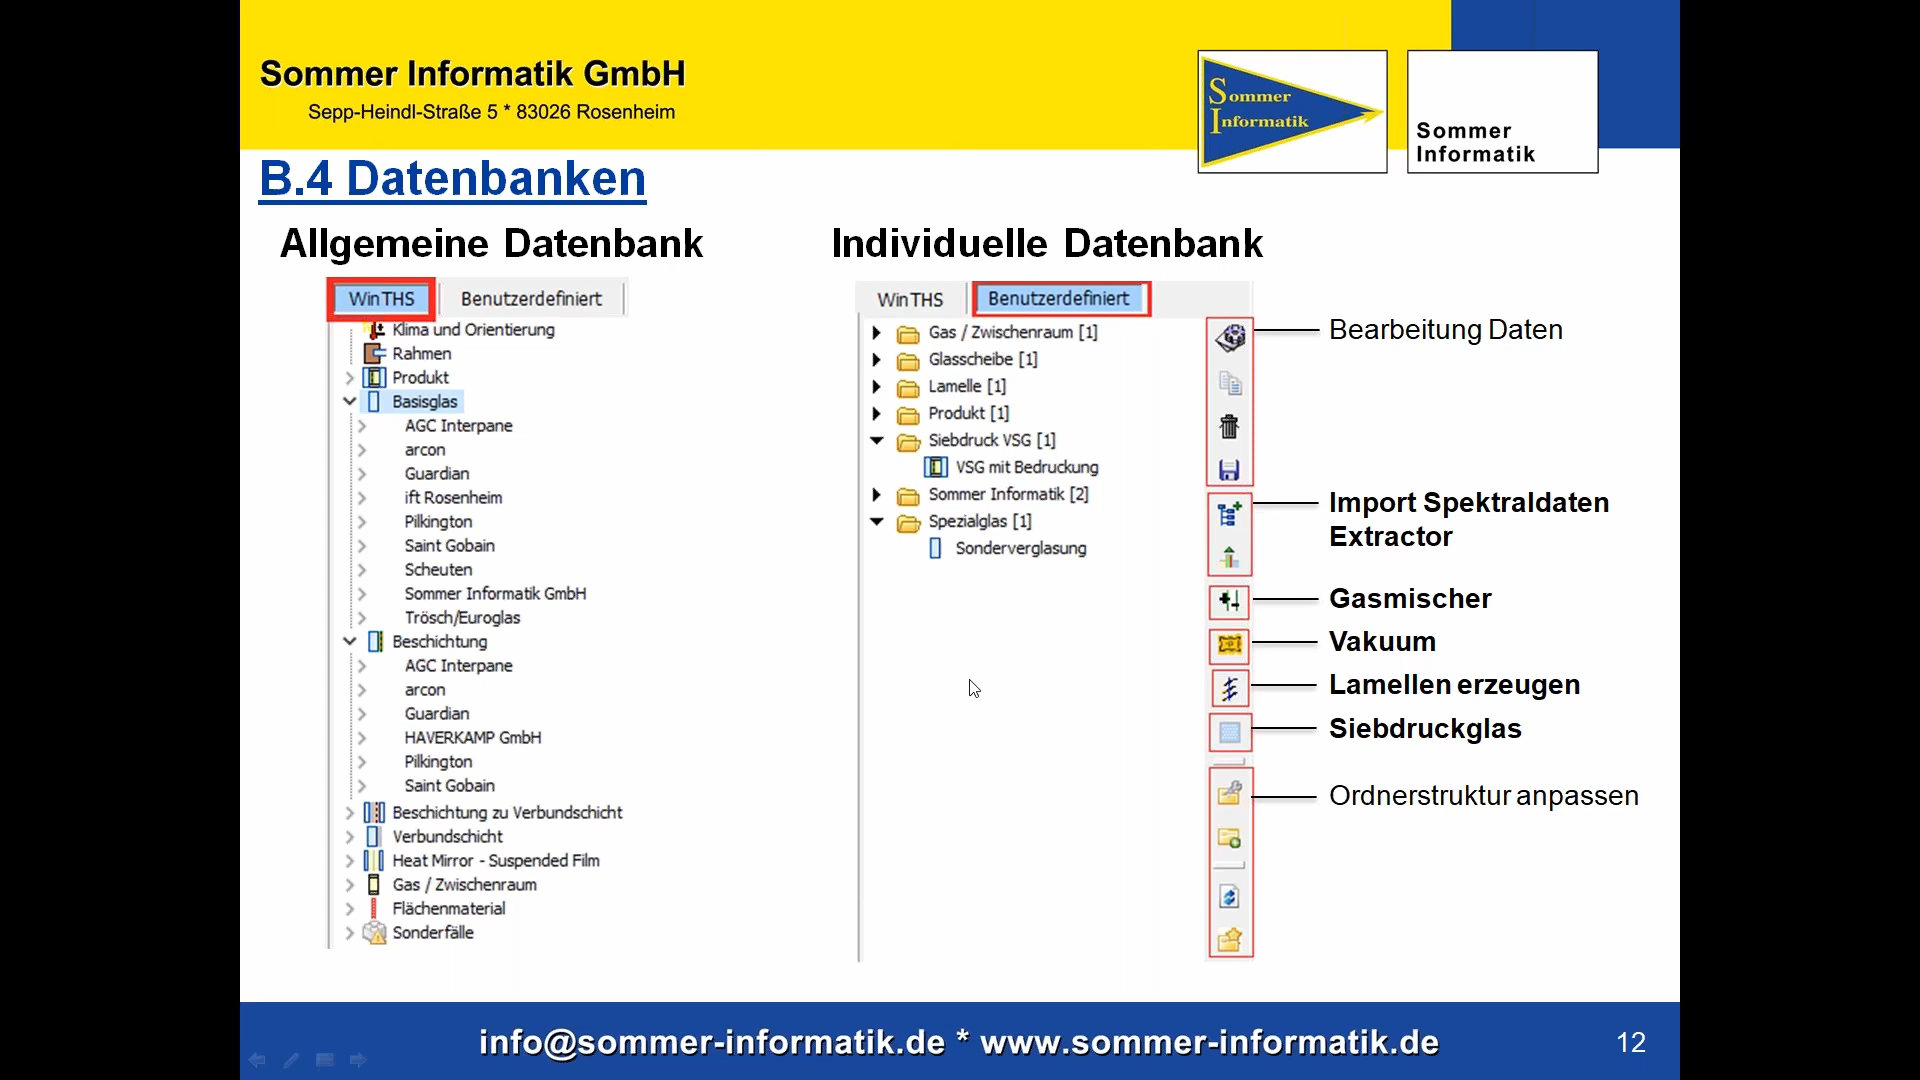 Sommer Informatik GmbH
Sepp-Heindl-Straße 5 * 83026 Rosenheim
Sommer
Informatik
Sommer
Informatik
B.4 Datenbanken
Allgemeine Datenbank
WinTHS
Benutzerdefiniert
Klima und Orientierung
Rahmen
Produkt
Basisglas
AGC Interpane
arcon
Guardian
ift Rosenheim
Pilkington
Saint Gobain
Scheuten
Sommer Informatik GmbH
Trösch/Euroglas
Beschichtung
AGC Interpane
arcon
Guardian
HAVERKAMP GmbH
Pilkington
Saint Gobain
Beschichtung zu Verbundschicht
Verbundschicht
Heat Mirror - Suspended Film
Gas / Zwischenraum
Flächenmaterial
Sonderfälle
Individuelle Datenbank
WinTHS
Benutzerdefiniert
Gas / Zwischenraum [1]
Glasscheibe [1]
Lamelle [1]
Produkt [1]
Siebdruck VSG [1]
VSG mit Bedruckung
Sommer Informatik [2]
Spezialglas [1]
Sonderverglasung
Bearbeitung Daten
Import Spektraldaten
Extractor
Gasmischer
Vakuum
Lamellen erzeugen
Siebdruckglas
Ordnerstruktur anpassen
info@sommer-informatik.de * www.sommer-informatik.de
12